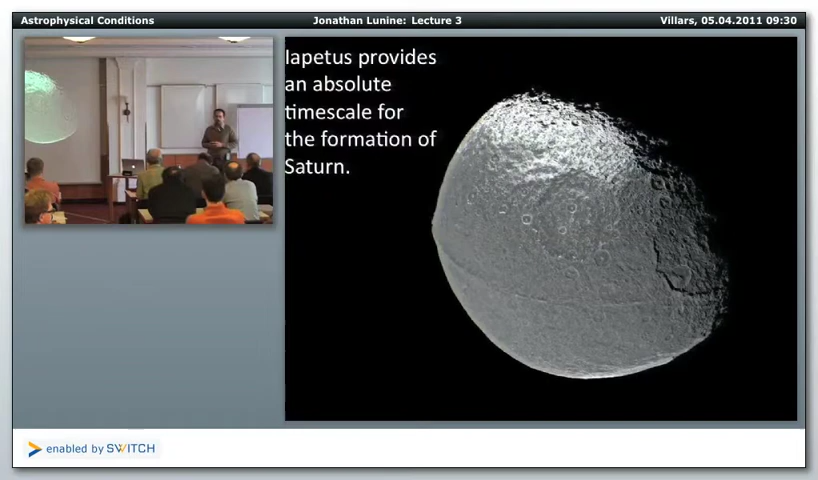 Astrophysical Conditions
Jonathan Lunine: Lecture 3
Villars, 05.04.2011 09:30
Iapetus provides
an absolute
timescale for
the formation of
Saturn.
enabled by SWITCH